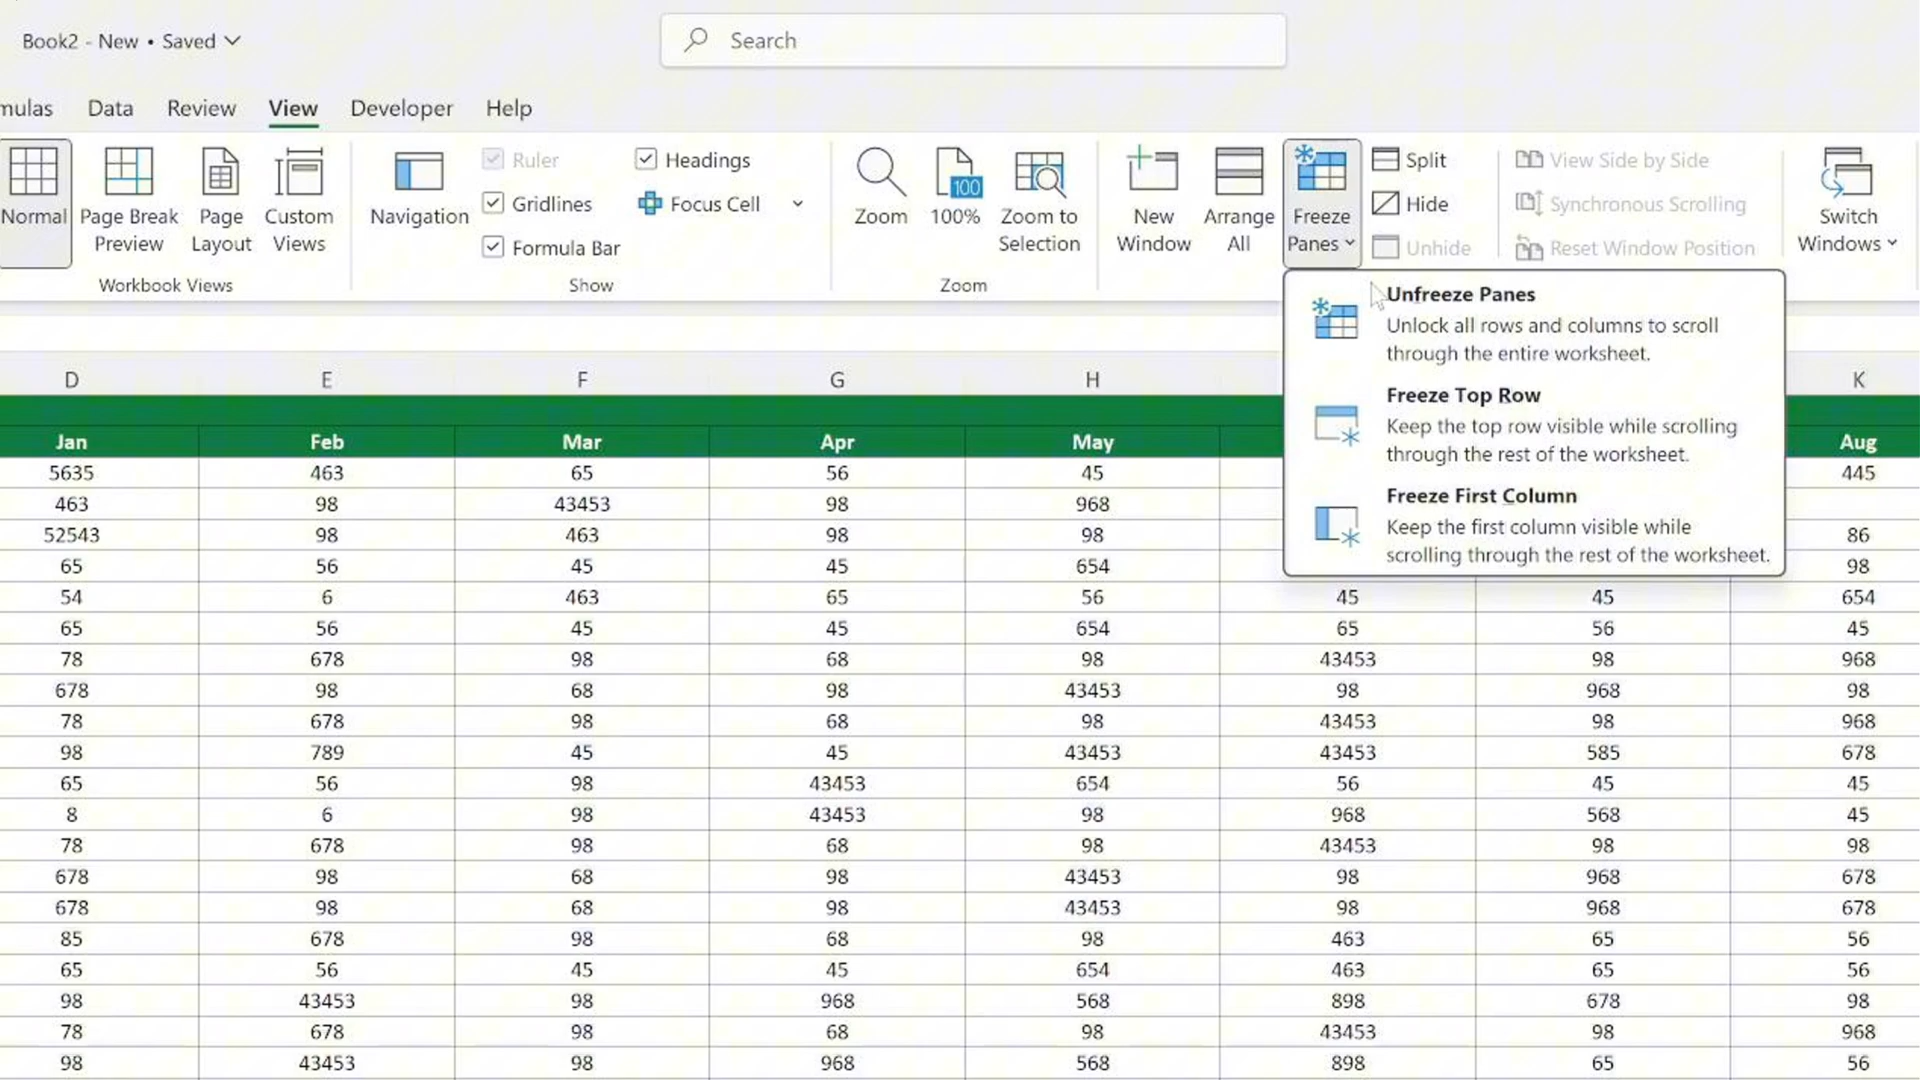 Book2 - New • Saved
Search
mulas Data Review View Developer Help
Normal
Page Break Preview
Page Layout
Custom Views
Workbook Views
Navigation
Ruler
Gridlines
Formula Bar
Headings
Focus Cell
Show
Zoom
100%
100
Zoom to Selection
Zoom
New Window
Arrange All
Freeze Panes
Split
Hide
Unhide
View Side by Side
Synchronous Scrolling
Reset Window Position
Switch Windows
Unfreeze Panes
Unlock all rows and columns to scroll
through the entire worksheet.
Freeze Top Row
Keep the top row visible while scrolling
through the rest of the worksheet.
Freeze First Column
Keep the first column visible while
scrolling through the rest of the worksheet.
D E F G H K
Jan Feb Mar Apr May Aug
5635 463 65 56 45 445
463 98 43453 98 968
52543 98 463 98 98 86
65 56 45 45 654 98
54 6 463 65 56 45 45 654
65 56 45 45 654 65 56 45
78 678 98 68 98 43453 98 968
678 98 68 98 43453 98 968 98
78 678 98 68 98 43453 98 968
98 789 45 45 43453 43453 585 678
65 56 98 43453 654 56 45 45
8 6 98 43453 98 968 568 45
78 678 98 68 98 43453 98 98
678 98 68 98 43453 98 968 678
678 98 68 98 43453 98 968 678
85 678 98 68 98 463 65 56
65 56 45 45 654 463 65 56
98 43453 98 968 568 898 678 98
78 678 98 68 98 43453 98 968
98 43453 98 968 568 898 65 56